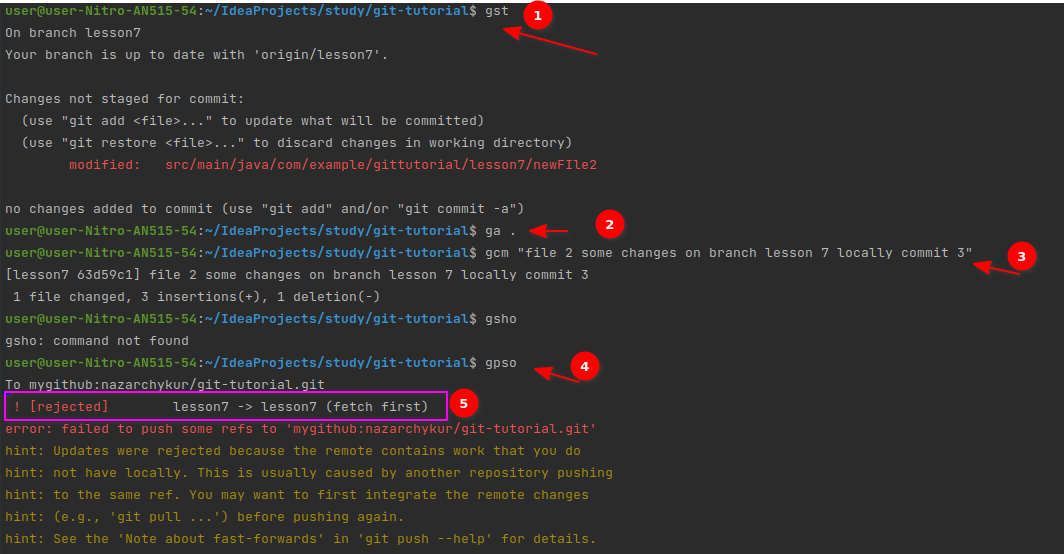 user@user-Nitro-AN515-54:~/IdeaProjects/study/git-tutorial$ gst 1
On branch lesson7
Your branch is up to date with 'origin/lesson7'.
Changes not staged for commit:
(use "git add <file>..." to update what will be committed)
(use "git restore <file>..." to discard changes in working directory)
modified: src/main/java/com/example/gittutorial/lesson7/newFIle2
no changes added to commit (use "git add" and/or "git commit -a")
user@user-Nitro-AN515-54:~/IdeaProjects/study/git-tutorial$ ga . 2
user@user-Nitro-AN515-54:~/IdeaProjects/study/git-tutorial$ gcm "file 2 some changes on branch lesson 7 locally commit 3" 3
[lesson7 63d59c1] file 2 some changes on branch lesson 7 locally commit 3
1 file changed, 3 insertions(+), 1 deletion(-)
user@user-Nitro-AN515-54:~/IdeaProjects/study/git-tutorial$ gsho
gsho: command not found
user@user-Nitro-AN515-54:~/IdeaProjects/study/git-tutorial$ gpso 4
To mygithub:nazarchykur/git-tutorial.git
! [rejected] lesson7 -> lesson7 (fetch first) 5
error: failed to push some refs to 'mygithub:nazarchykur/git-tutorial.git'
hint: Updates were rejected because the remote contains work that you do
hint: not have locally. This is usually caused by another repository pushing
hint: to the same ref. You may want to first integrate the remote changes
hint: (e.g., 'git pull ...') before pushing again.
hint: See the 'Note about fast-forwards' in 'git push --help' for details.